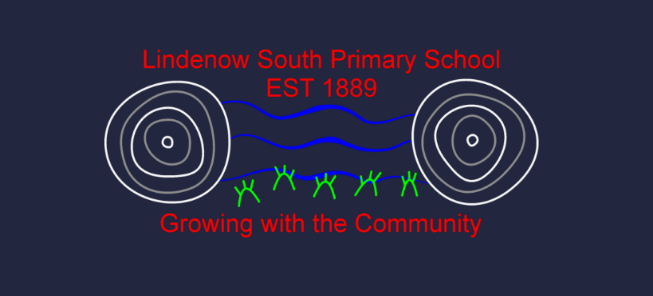 Lindenow South Primary School
EST 1889
Growing with the Community